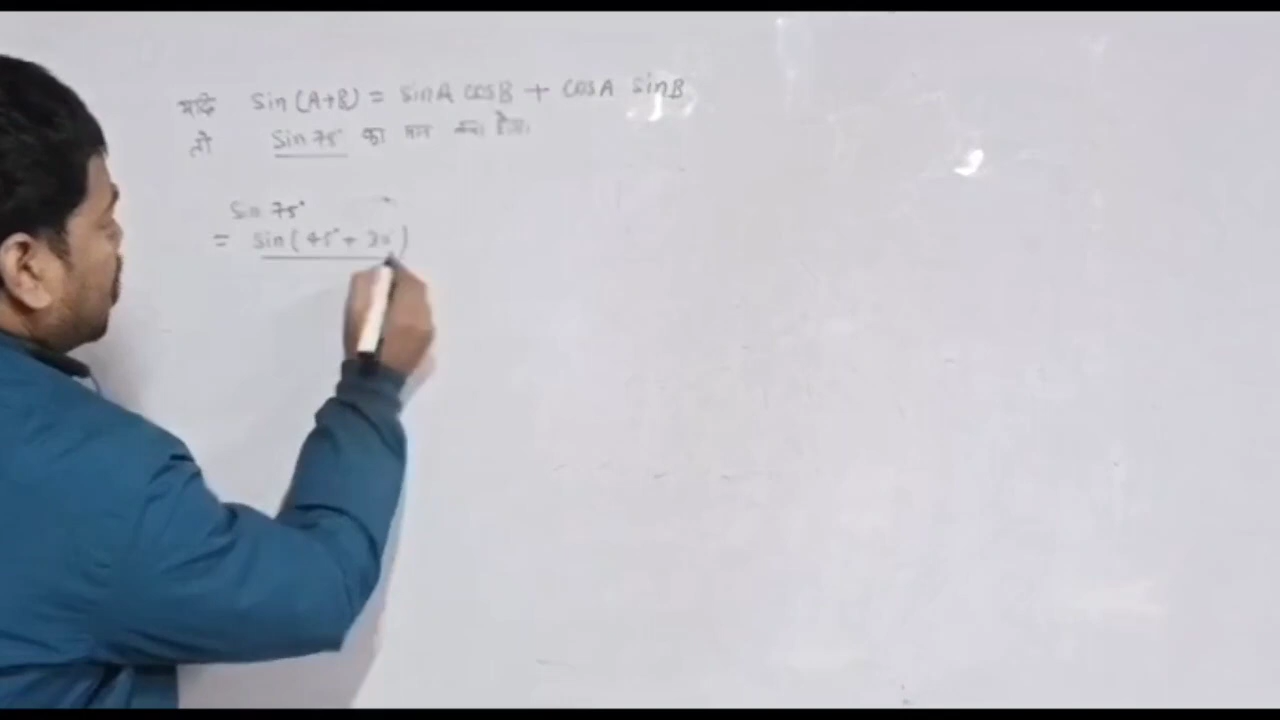 यदि Sin (A+B) = sinA cosB + cosA sinB
तो Sin 75° का मान क्या होगा
Sin 75°
= sin ( 45° + 30° )